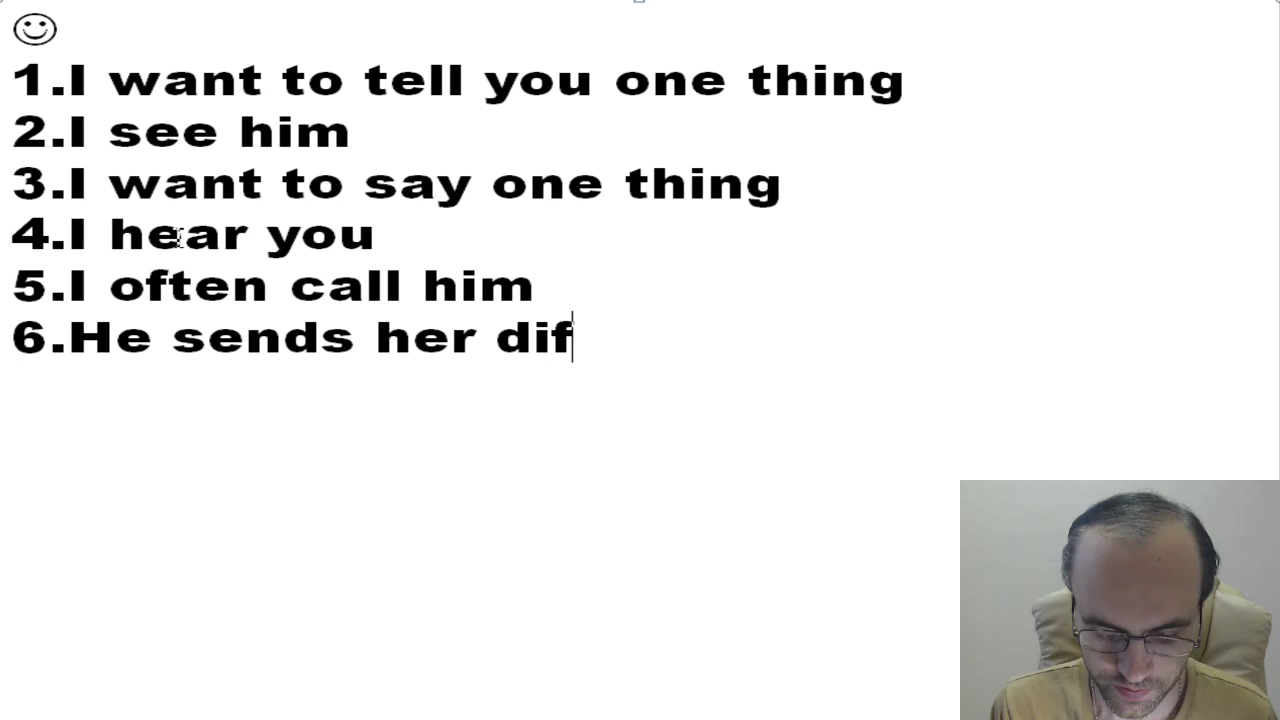 1.I want to tell you one thing
2.I see him
3.I want to say one thing
4.I hear you
5.I often call him
6.He sends her dif